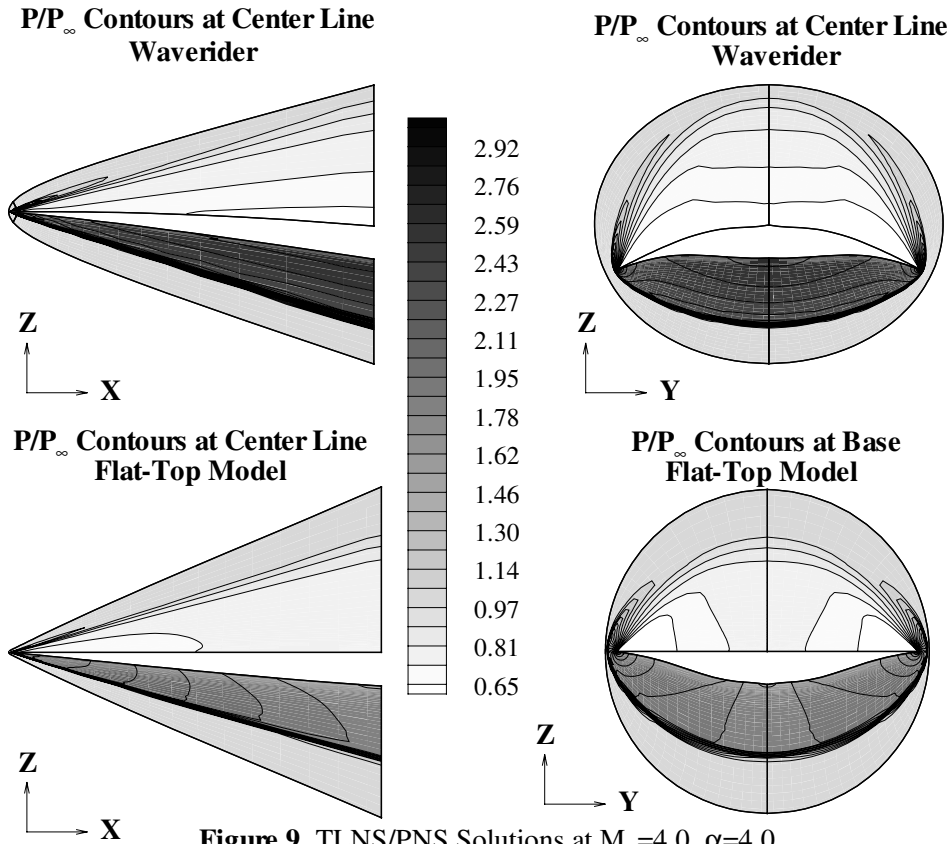 P/P∞ Contours at Center Line
Waverider
P/P∞ Contours at Center Line
Waverider
2.92
2.76
2.59
2.43
2.27
2.11
1.95
1.78
1.62
1.46
1.30
1.14
0.97
0.81
0.65
Z
X
Z
Y
P/P∞ Contours at Center Line
Flat-Top Model
P/P∞ Contours at Base
Flat-Top Model
Z
X
Z
Y
Figure 9. TLNS/PNS Solutions at M =4.0, α=4.0